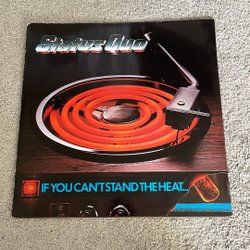 Status Quo
IF YOU CAN'T STAND THE HEAT...